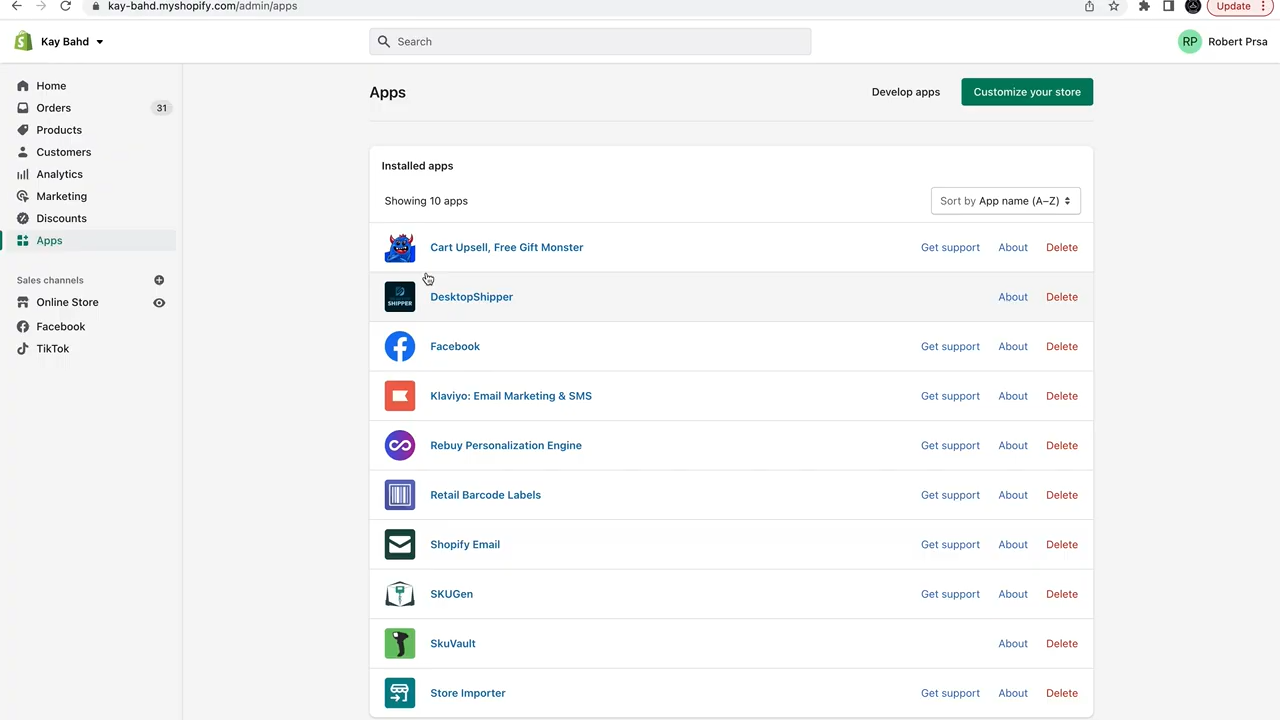 kay-bahd.myshopify.com/admin/apps
Update
Kay Bahd
Search
RP Robert Prsa
Home
Orders 31
Products
Customers
Analytics
Marketing
Discounts
Apps
Sales channels
Online Store
Facebook
TikTok
Apps
Develop apps
Customize your store
Installed apps
Showing 10 apps
Sort by App name (A–Z)
Cart Upsell, Free Gift Monster Get support About Delete
SHIPPER DesktopShipper About Delete
Facebook Get support About Delete
Klaviyo: Email Marketing & SMS Get support About Delete
Rebuy Personalization Engine Get support About Delete
Retail Barcode Labels Get support About Delete
Shopify Email Get support About Delete
SKUGen Get support About Delete
SkuVault About Delete
Store Importer Get support About Delete